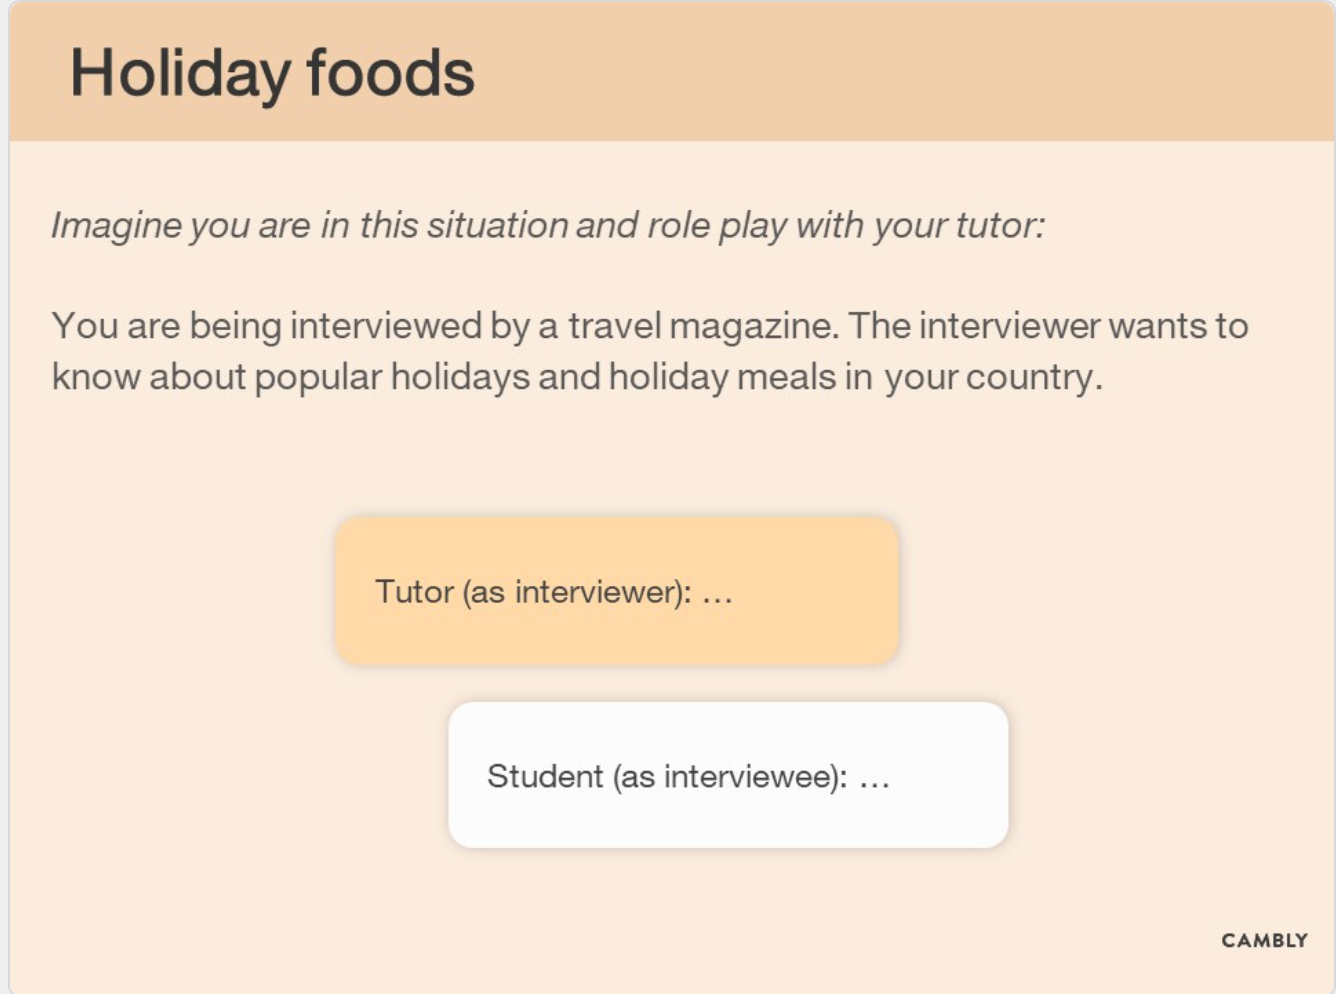 Holiday foods
Imagine you are in this situation and role play with your tutor:
You are being interviewed by a travel magazine. The interviewer wants to
know about popular holidays and holiday meals in your country.
Tutor (as interviewer): ...
Student (as interviewee): ...
CAMBLY